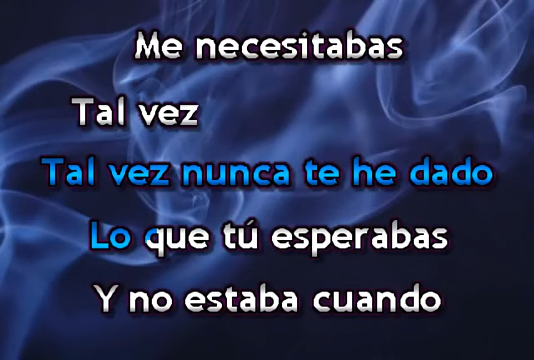 Me necesitabas
Tal vez
Tal vez nunca te he dado
Lo que tú esperabas
Y no estaba cuando